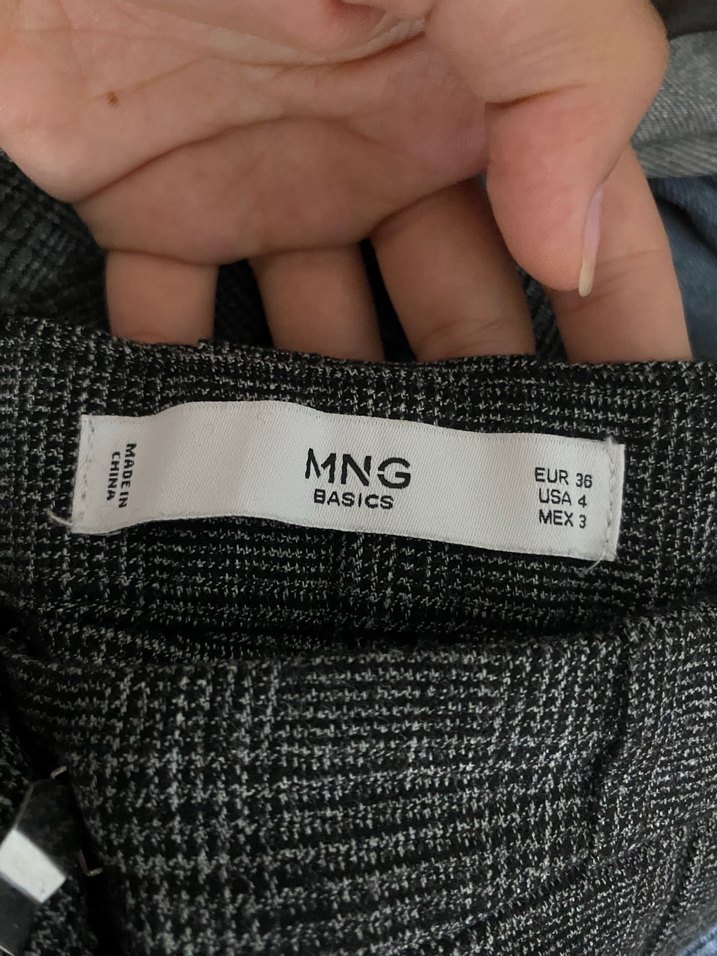 MADE IN
CHINA
MNG
BASICS
EUR 36
USA 4
MEX 3